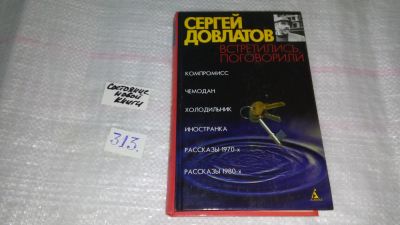 СЕРГЕЙ
ДОВЛАТОВ
ВСТРЕТИЛИСЬ,
ПОГОВОРИЛИ
КОМПРОМИСС
ЧЕМОДАН
ХОЛОДИЛЬНИК
ИНОСТРАНКА
РАССКАЗЫ 1970-х
РАССКАЗЫ 1980-х
Состояние
новой
книги
313.